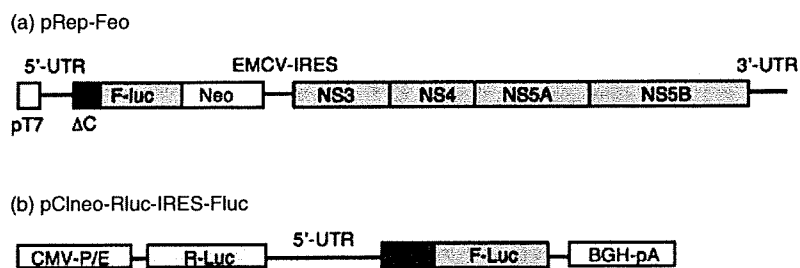 (a) pRep-Feo
5'-UTR EMCV-IRES 3'-UTR
F-luc Neo NS3 NS4 NS5A NS5B
pT7 ΔC
(b) pCIneo-Rluc-IRES-Fluc
5'-UTR
CMV-P/E R-Luc F-Luc BGH-pA